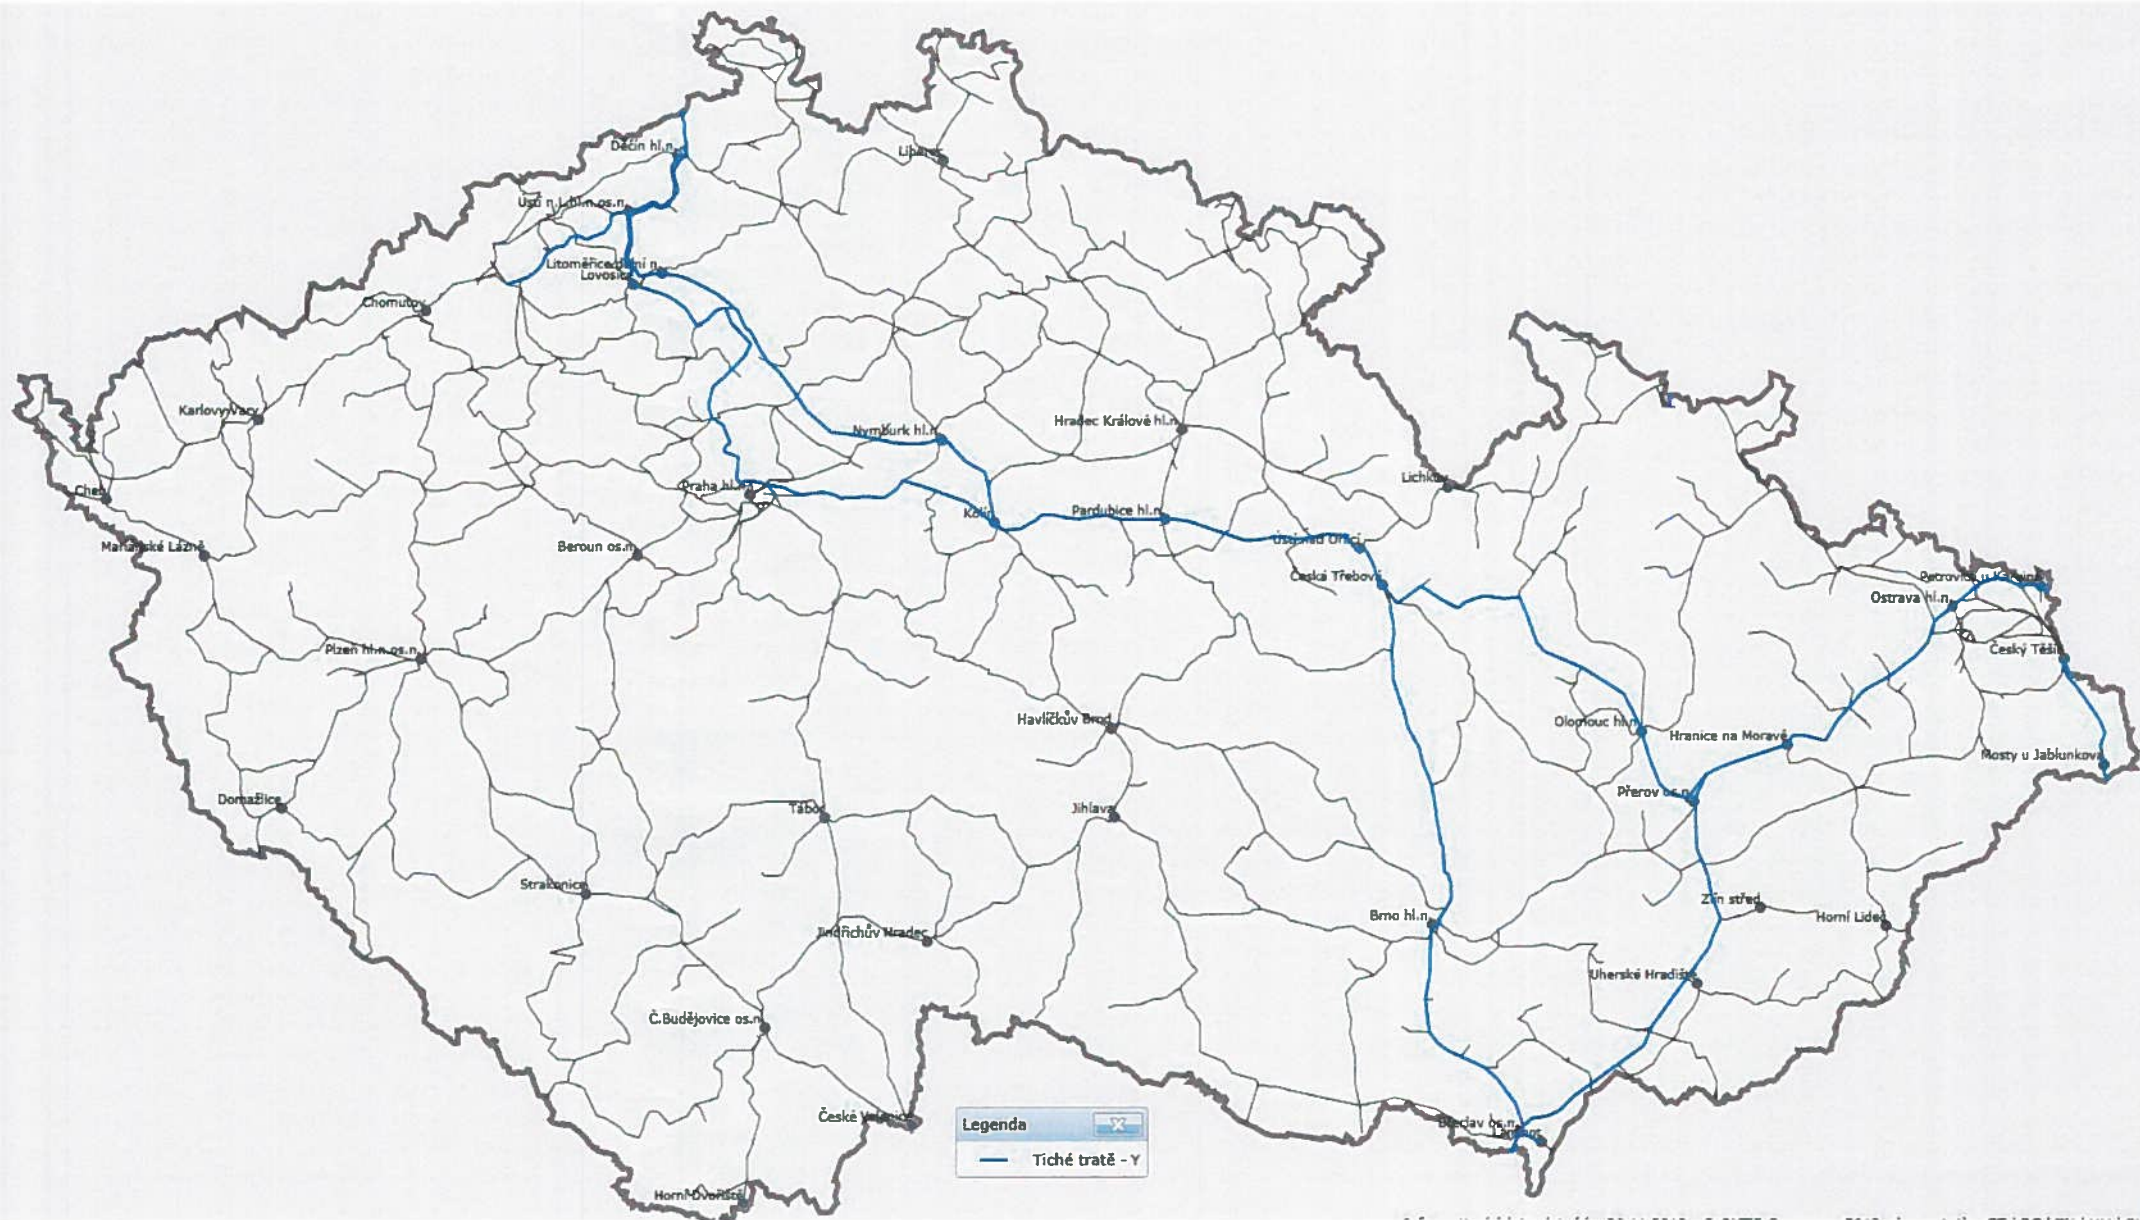 Děčín hl.n.
Liberec
Ústí n.L.hl.n.os.n.
Litoměřice dolní n.
Lovosice
Chomutov
Karlovy Vary
Nymburk hl.n.
Hradec Králové hl.n.
Lichkov
Cheb
Praha hl.n.
Kolín
Pardubice hl.n.
Mariánské Lázně
Beroun os.n.
Ústí nad Orlicí
Česká Třebová
Petrovice u Karviné
Ostrava hl.n.
Český Těšín
Plzeň hl.n.os.n.
Havlíčkův Brod
Olomouc hl.n.
Hranice na Moravě
Mosty u Jablunkova
Domažlice
Tábor
Jihlava
Přerov os.n.
Strakonice
Zlín střed
Brno hl.n.
Horní Lideč
Jindřichův Hradec
Uherské Hradiště
Č.Budějovice os.n.
České Velenice
Legenda
Břeclav os.n.
Lanžhot
Tiché tratě - Y
Horní Dvořiště